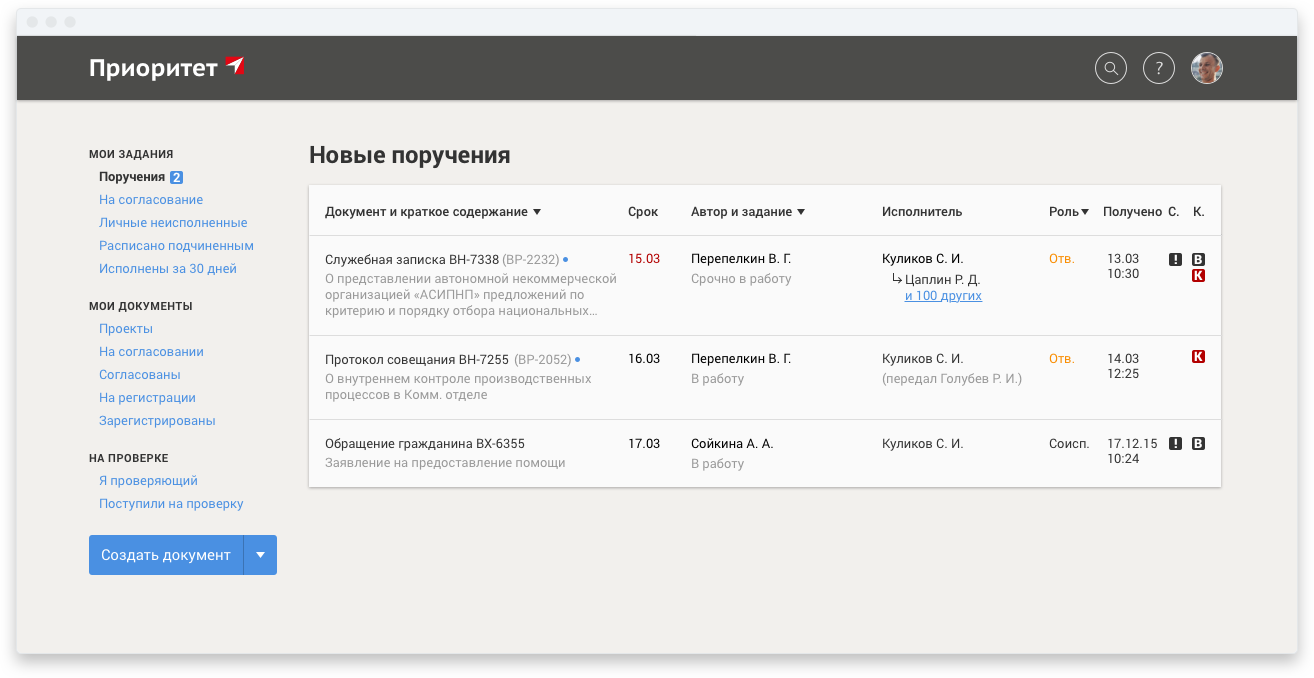 Приоритет
?
МОИ ЗАДАНИЯ
Поручения 2
На согласование
Личные неисполненные
Расписано подчиненным
Исполнены за 30 дней
МОИ ДОКУМЕНТЫ
Проекты
На согласовании
Согласованы
На регистрации
Зарегистрированы
НА ПРОВЕРКЕ
Я проверяющий
Поступили на проверку
Создать документ
Новые поручения
Документ и краткое содержание Срок Автор и задание Исполнитель Роль Получено С. К.
Служебная записка ВН-7338 (ВР-2232) 15.03 Перепелкин В. Г. Куликов С. И. Отв. 13.03 ! В
О представлении автономной некоммерческой Срочно в работу Цаплин Р. Д. 10:30 К
организацией «АСИПНП» предложений по и 100 других
критерию и порядку отбора национальных…
Протокол совещания ВН-7255 (ВР-2052) 16.03 Перепелкин В. Г. Куликов С. И. Отв. 14.03 К
О внутреннем контроле производственных В работу (передал Голубев Р. И.) 12:25
процессов в Комм. отделе
Обращение гражданина ВХ-6355 17.03 Сойкина А. А. Куликов С. И. Соисп. 17.12.15 ! В
Заявление на предоставление помощи В работу 10:24